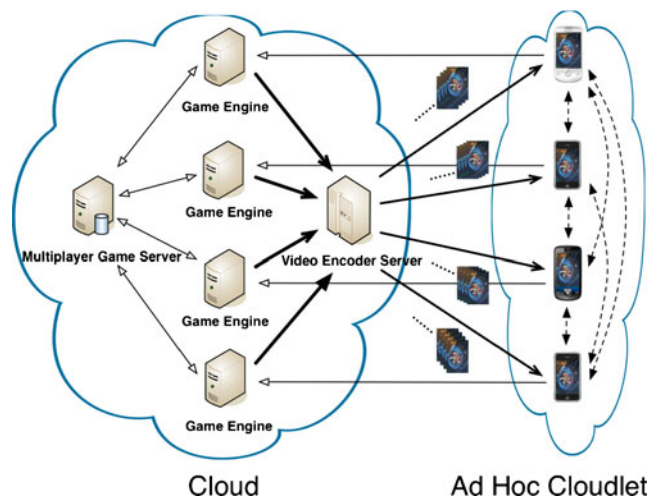 Game Engine
Game Engine
Multiplayer Game Server
Video Encoder Server
Game Engine
Game Engine
Cloud
Ad Hoc Cloudlet